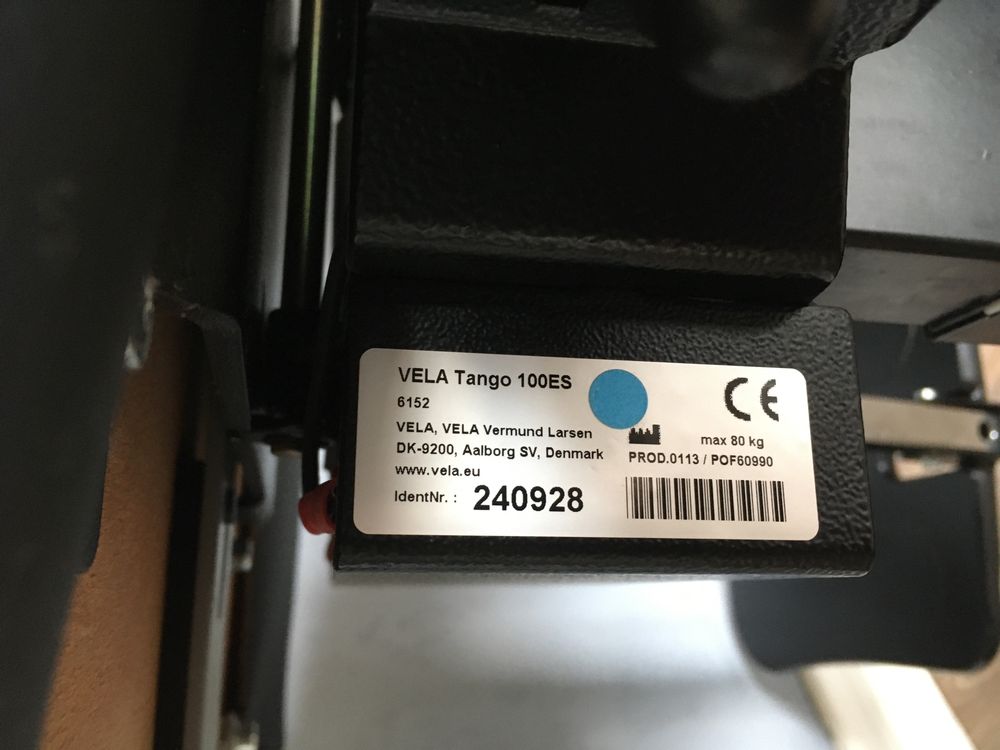 VELA Tango 100ES
6152
VELA, VELA Vermund Larsen
DK-9200, Aalborg SV, Denmark
www.vela.eu
IdentNr. : 240928
CE
max 80 kg
PROD.0113 / POF60990